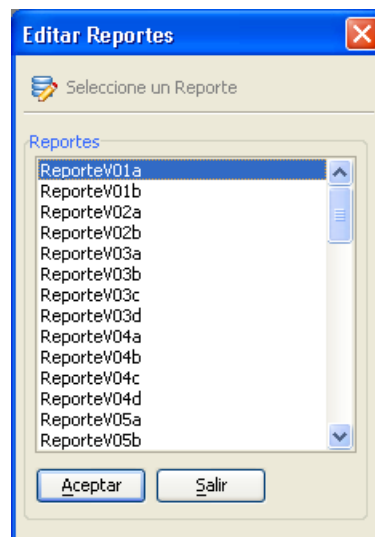 Editar Reportes
Seleccione un Reporte
Reportes
ReporteV01a
ReporteV01b
ReporteV02a
ReporteV02b
ReporteV03a
ReporteV03b
ReporteV03c
ReporteV03d
ReporteV04a
ReporteV04b
ReporteV04c
ReporteV04d
ReporteV05a
ReporteV05b
Aceptar Salir